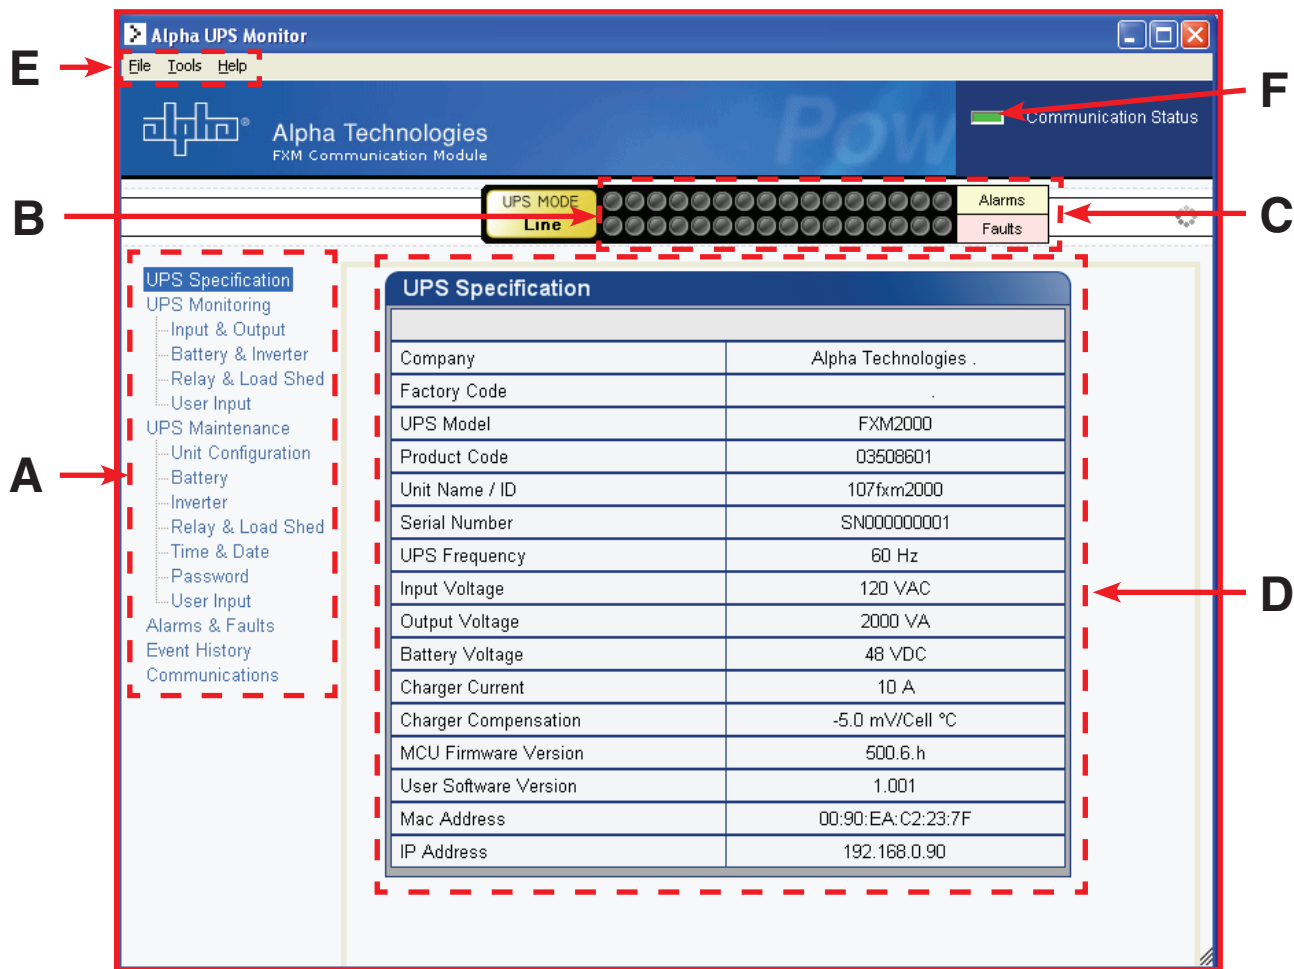 Alpha UPS Monitor
E
File Tools Help
F
alpha®
Alpha Technologies
FXM Communication Module
Pow
Communication Status
B
UPS MODE
Line
Alarms
Faults
C
A
UPS Specification
UPS Monitoring
Input & Output
Battery & Inverter
Relay & Load Shed
User Input
UPS Maintenance
Unit Configuration
Battery
Inverter
Relay & Load Shed
Time & Date
Password
User Input
Alarms & Faults
Event History
Communications
UPS Specification
Company Alpha Technologies .
Factory Code .
UPS Model FXM2000
Product Code 03508601
Unit Name / ID 107fxm2000
Serial Number SN000000001
UPS Frequency 60 Hz
Input Voltage 120 VAC
Output Voltage 2000 VA
Battery Voltage 48 VDC
Charger Current 10 A
Charger Compensation -5.0 mV/Cell °C
MCU Firmware Version 500.6.h
User Software Version 1.001
Mac Address 00:90:EA:C2:23:7F
IP Address 192.168.0.90
D